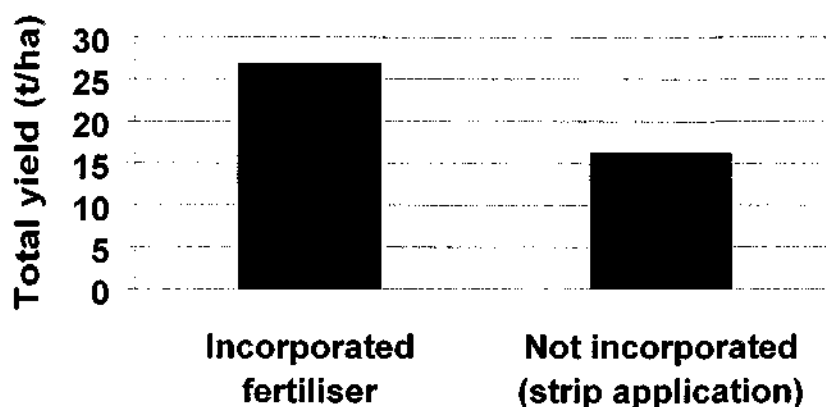 Total yield (t/ha)
30
25
20
15
10
5
0
Incorporated
fertiliser
Not incorporated
(strip application)